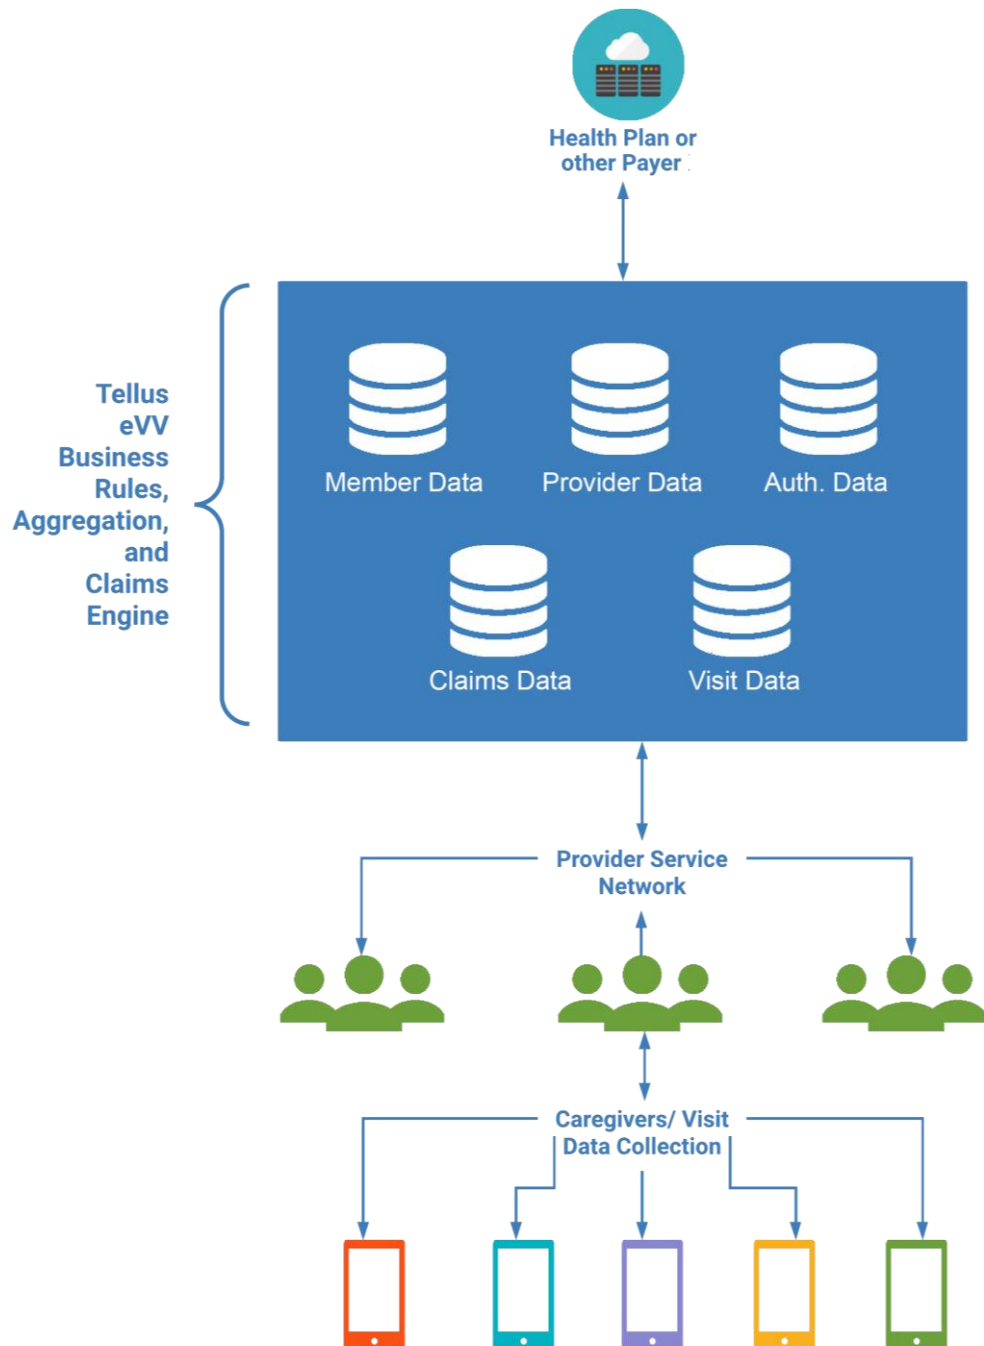 Health Plan or
other Payer
Tellus
eVV
Business
Rules,
Aggregation,
and
Claims
Engine
Member Data
Provider Data
Auth. Data
Claims Data
Visit Data
Provider Service
Network
Caregivers/ Visit
Data Collection